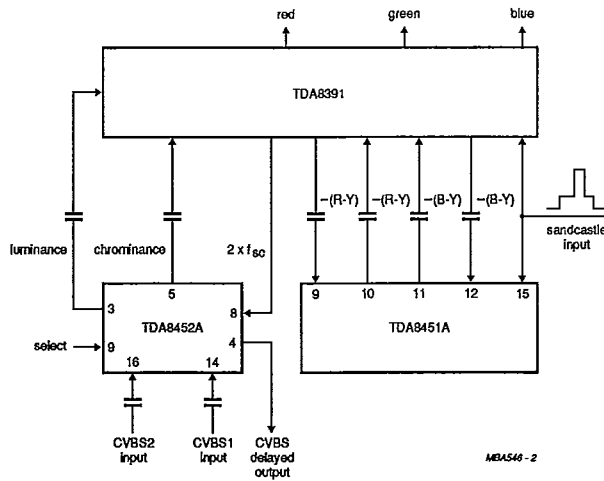 red
green
blue
TDA8391
–(R-Y)
–(R-Y)
–(B-Y)
–(B-Y)
sandcastle
input
luminance
chrominance
2 x fSC
5
9
10
11
12
15
3
8
TDA8452A
TDA8451A
4
select
9
16
14
CVBS2
input
CVBS1
input
CVBS
delayed
output
MBA546 - 2